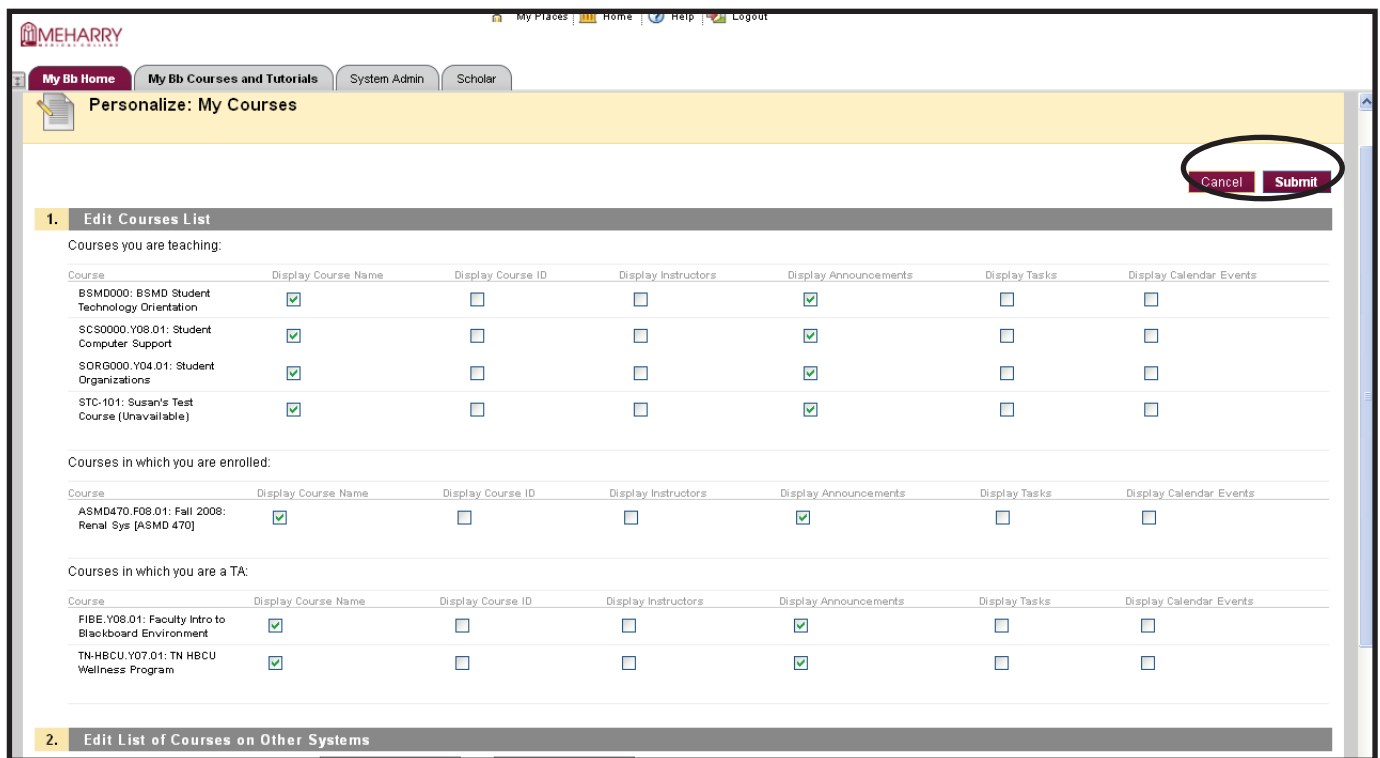 My Places Home Help Logout
MEHARRY
MEDICAL COLLEGE
My Bb Home My Bb Courses and Tutorials System Admin Scholar
Personalize: My Courses
Cancel Submit
1. Edit Courses List
Courses you are teaching:
Course Display Course Name Display Course ID Display Instructors Display Announcements Display Tasks Display Calendar Events
BSMD000: BSMD Student
Technology Orientation
SCS0000.Y08.01: Student
Computer Support
SORG000.Y04.01: Student
Organizations
STC-101: Susan's Test
Course (Unavailable)
Courses in which you are enrolled:
Course Display Course Name Display Course ID Display Instructors Display Announcements Display Tasks Display Calendar Events
ASMD470.F08.01: Fall 2008:
Renal Sys [ASMD 470]
Courses in which you are a TA:
Course Display Course Name Display Course ID Display Instructors Display Announcements Display Tasks Display Calendar Events
FIBE.Y08.01: Faculty Intro to
Blackboard Environment
TN-HBCU.Y07.01: TN HBCU
Wellness Program
2. Edit List of Courses on Other Systems